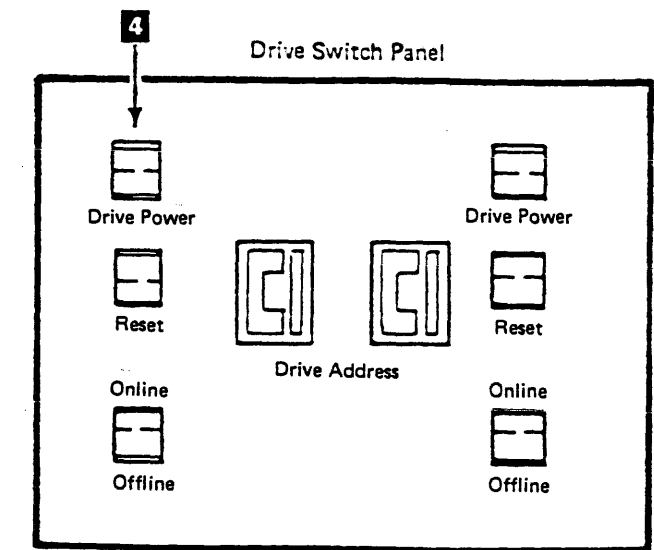 4
Drive Switch Panel
Drive Power
Drive Power
Reset
Reset
Drive Address
Online
Online
Offline
Offline